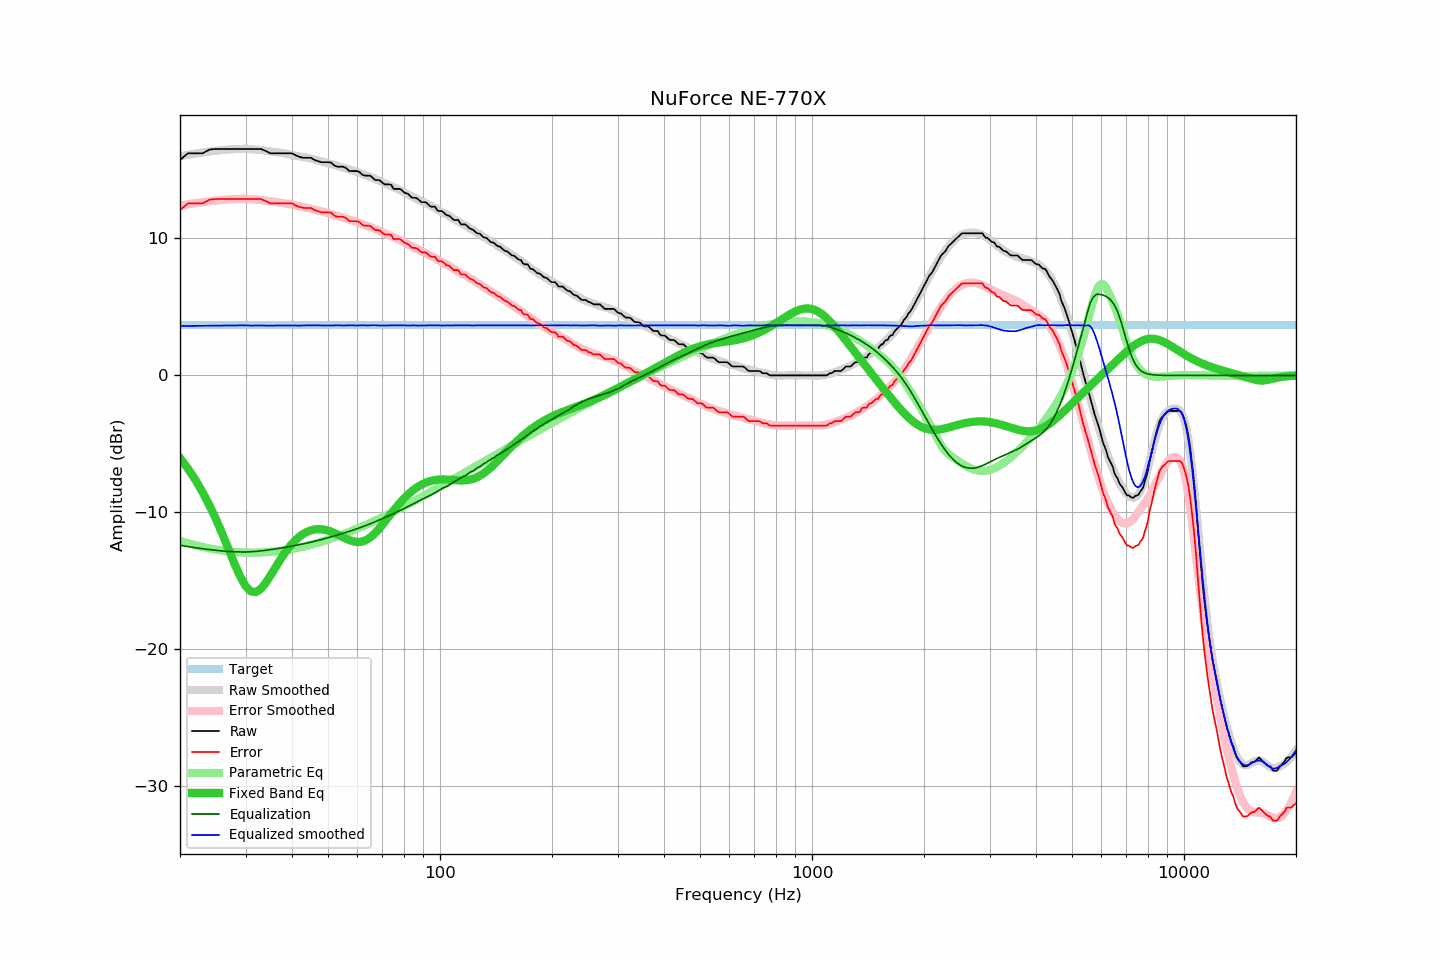 NuForce NE-770X
Amplitude (dBr)
10
0
−10
−20
−30
Target
Raw Smoothed
Error Smoothed
Raw
Error
Parametric Eq
Fixed Band Eq
Equalization
Equalized smoothed
100
1000
10000
Frequency (Hz)